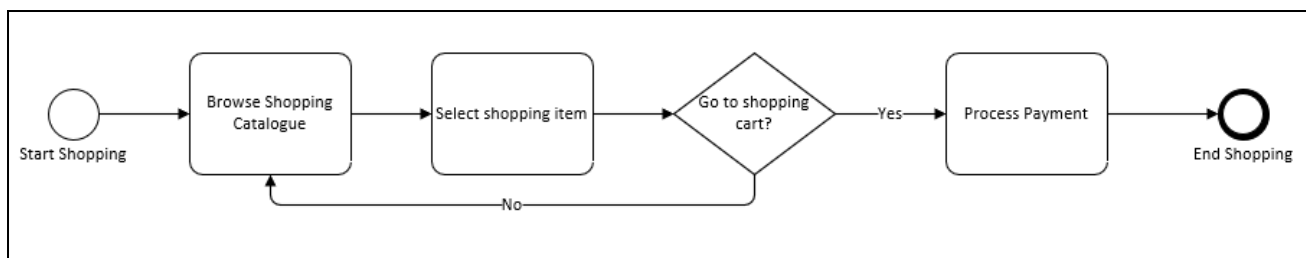 Start Shopping
Browse Shopping
Catalogue
Select shopping item
Go to shopping
cart?
Yes
Process Payment
End Shopping
No